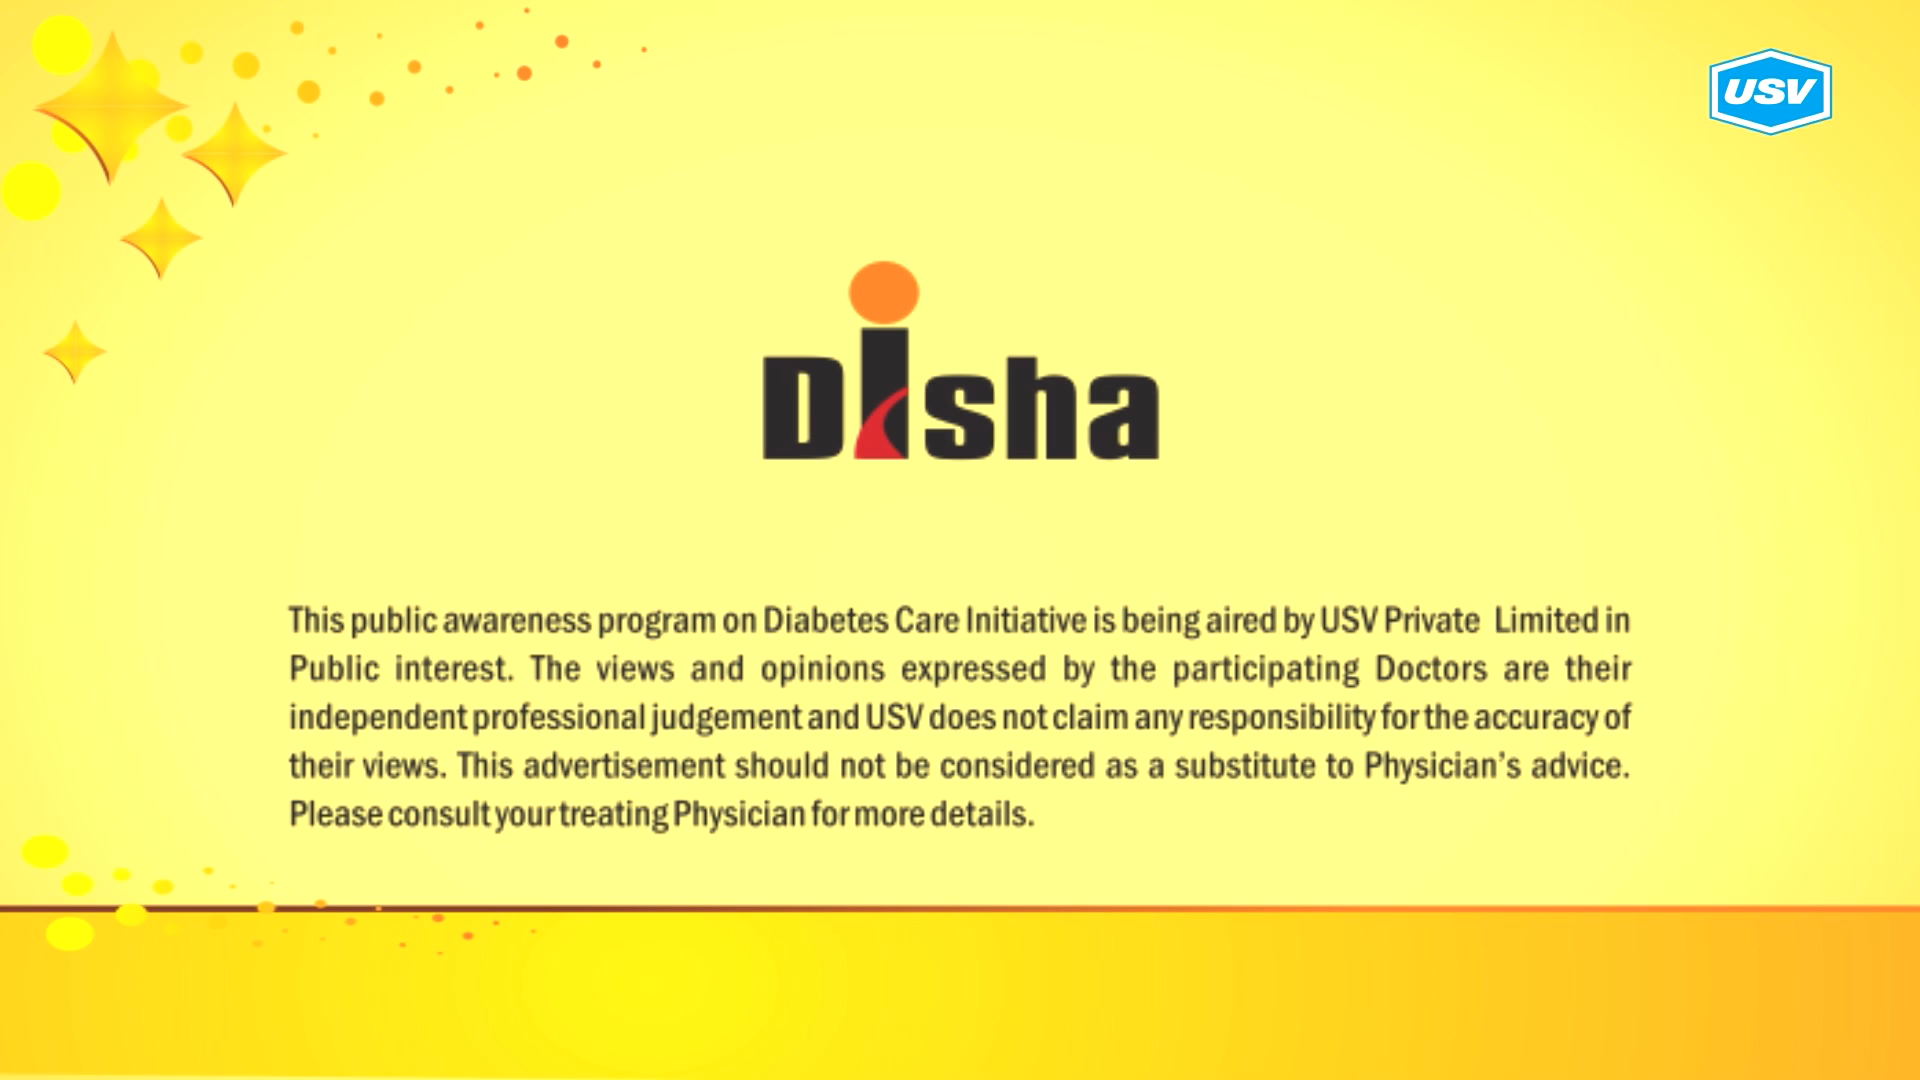 USV
Disha
This public awareness program on Diabetes Care Initiative is being aired by USV Private Limited in
Public interest. The views and opinions expressed by the participating Doctors are their
independent professional judgement and USV does not claim any responsibility for the accuracy of
their views. This advertisement should not be considered as a substitute to Physician’s advice.
Please consult your treating Physician for more details.